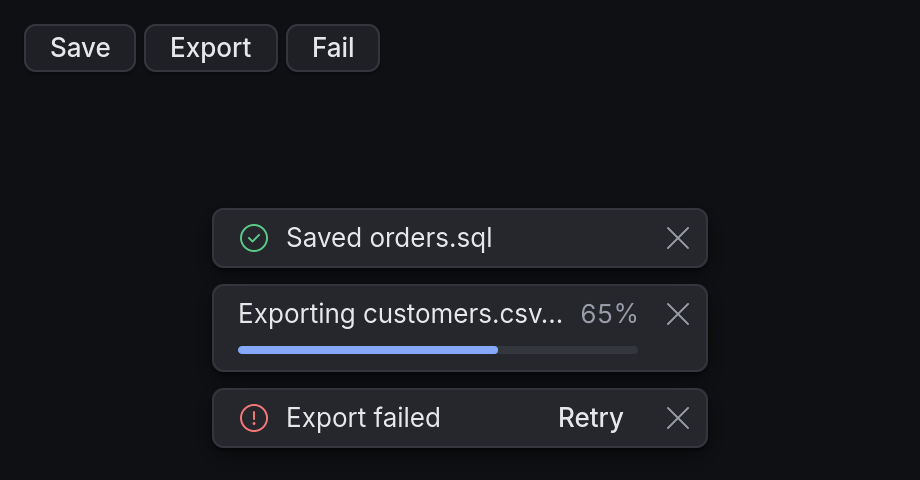 Save Export Fail
Saved orders.sql
Exporting customers.csv... 65%
Export failed Retry